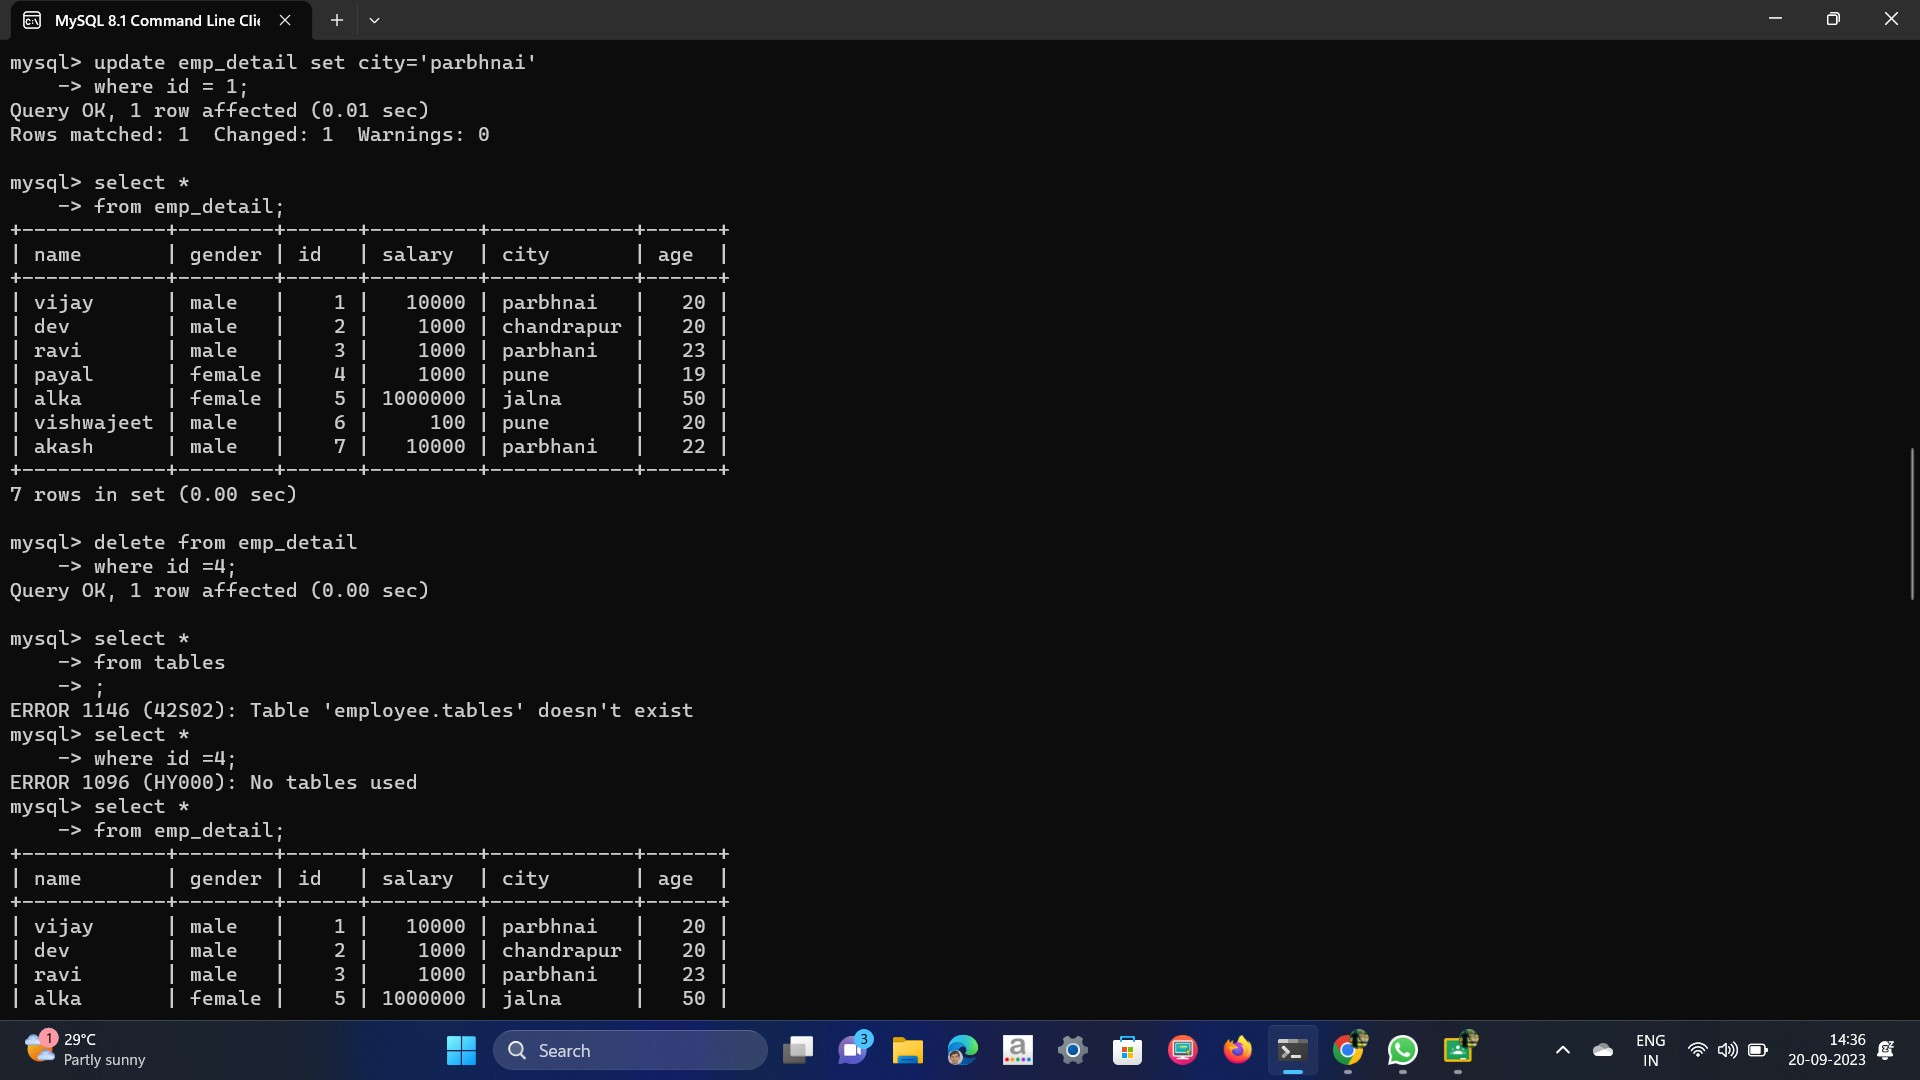 MySQL 8.1 Command Line Clie
mysql> update emp_detail set city='parbhnai'
    -> where id = 1;
Query OK, 1 row affected (0.01 sec)
Rows matched: 1  Changed: 1  Warnings: 0
mysql> select *
    -> from emp_detail;
+------------+--------+------+---------+------------+------+
| name       | gender | id   | salary  | city       | age  |
+------------+--------+------+---------+------------+------+
| vijay      | male   |    1 |   10000 | parbhnai   |   20 |
| dev        | male   |    2 |    1000 | chandrapur |   20 |
| ravi       | male   |    3 |    1000 | parbhani   |   23 |
| payal      | female |    4 |    1000 | pune       |   19 |
| alka       | female |    5 | 1000000 | jalna      |   50 |
| vishwajeet | male   |    6 |     100 | pune       |   20 |
| akash      | male   |    7 |   10000 | parbhani   |   22 |
+------------+--------+------+---------+------------+------+
7 rows in set (0.00 sec)
mysql> delete from emp_detail
    -> where id =4;
Query OK, 1 row affected (0.00 sec)
mysql> select *
    -> from tables
    -> ;
ERROR 1146 (42S02): Table 'employee.tables' doesn't exist
mysql> select *
    -> where id =4;
ERROR 1096 (HY000): No tables used
mysql> select *
    -> from emp_detail;
+------------+--------+------+---------+------------+------+
| name       | gender | id   | salary  | city       | age  |
+------------+--------+------+---------+------------+------+
| vijay      | male   |    1 |   10000 | parbhnai   |   20 |
| dev        | male   |    2 |    1000 | chandrapur |   20 |
| ravi       | male   |    3 |    1000 | parbhani   |   23 |
| alka       | female |    5 | 1000000 | jalna      |   50 |
1
29°C
Partly sunny
Search
3
a
ENG
IN
14:36
20-09-2023